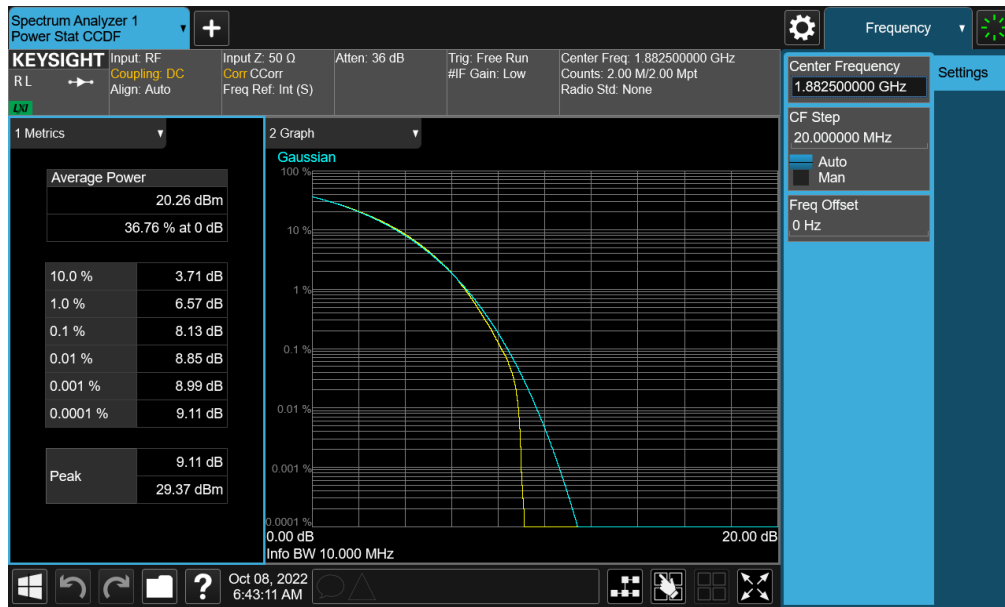 Spectrum Analyzer 1
Power Stat CCDF
Frequency
KEYSIGHT
RL
LXI
Input: RF
Coupling: DC
Align: Auto
Input Z: 50 Ω
Corr CCorr
Freq Ref: Int (S)
Atten: 36 dB
Trig: Free Run
#IF Gain: Low
Center Freq: 1.882500000 GHz
Counts: 2.00 M/2.00 Mpt
Radio Std: None
Center Frequency
1.882500000 GHz
Settings
CF Step
20.000000 MHz
Auto
Man
Freq Offset
0 Hz
1 Metrics
Average Power
20.26 dBm
36.76 % at 0 dB
10.0 % 3.71 dB
1.0 % 6.57 dB
0.1 % 8.13 dB
0.01 % 8.85 dB
0.001 % 8.99 dB
0.0001 % 9.11 dB
Peak
9.11 dB
29.37 dBm
2 Graph
Gaussian
100 %
10 %
1 %
0.1 %
0.01 %
0.001 %
0.0001 %
0.00 dB 20.00 dB
Info BW 10.000 MHz
?
Oct 08, 2022
6:43:11 AM